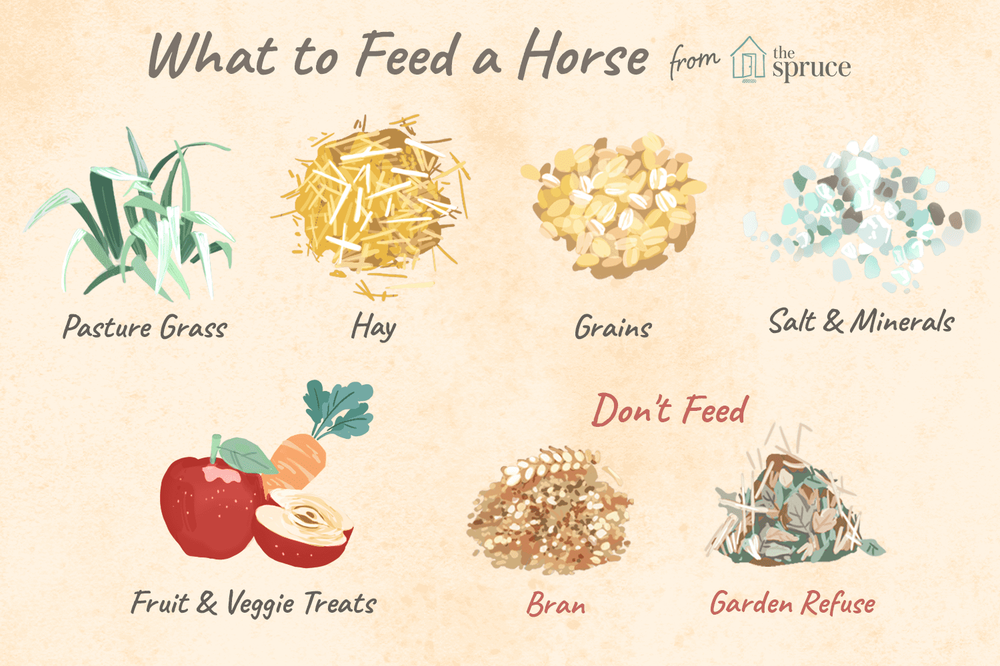 What to Feed a Horse from the spruce
Pasture Grass
Hay
Grains
Salt & Minerals
Don't Feed
Fruit & Veggie Treats
Bran
Garden Refuse